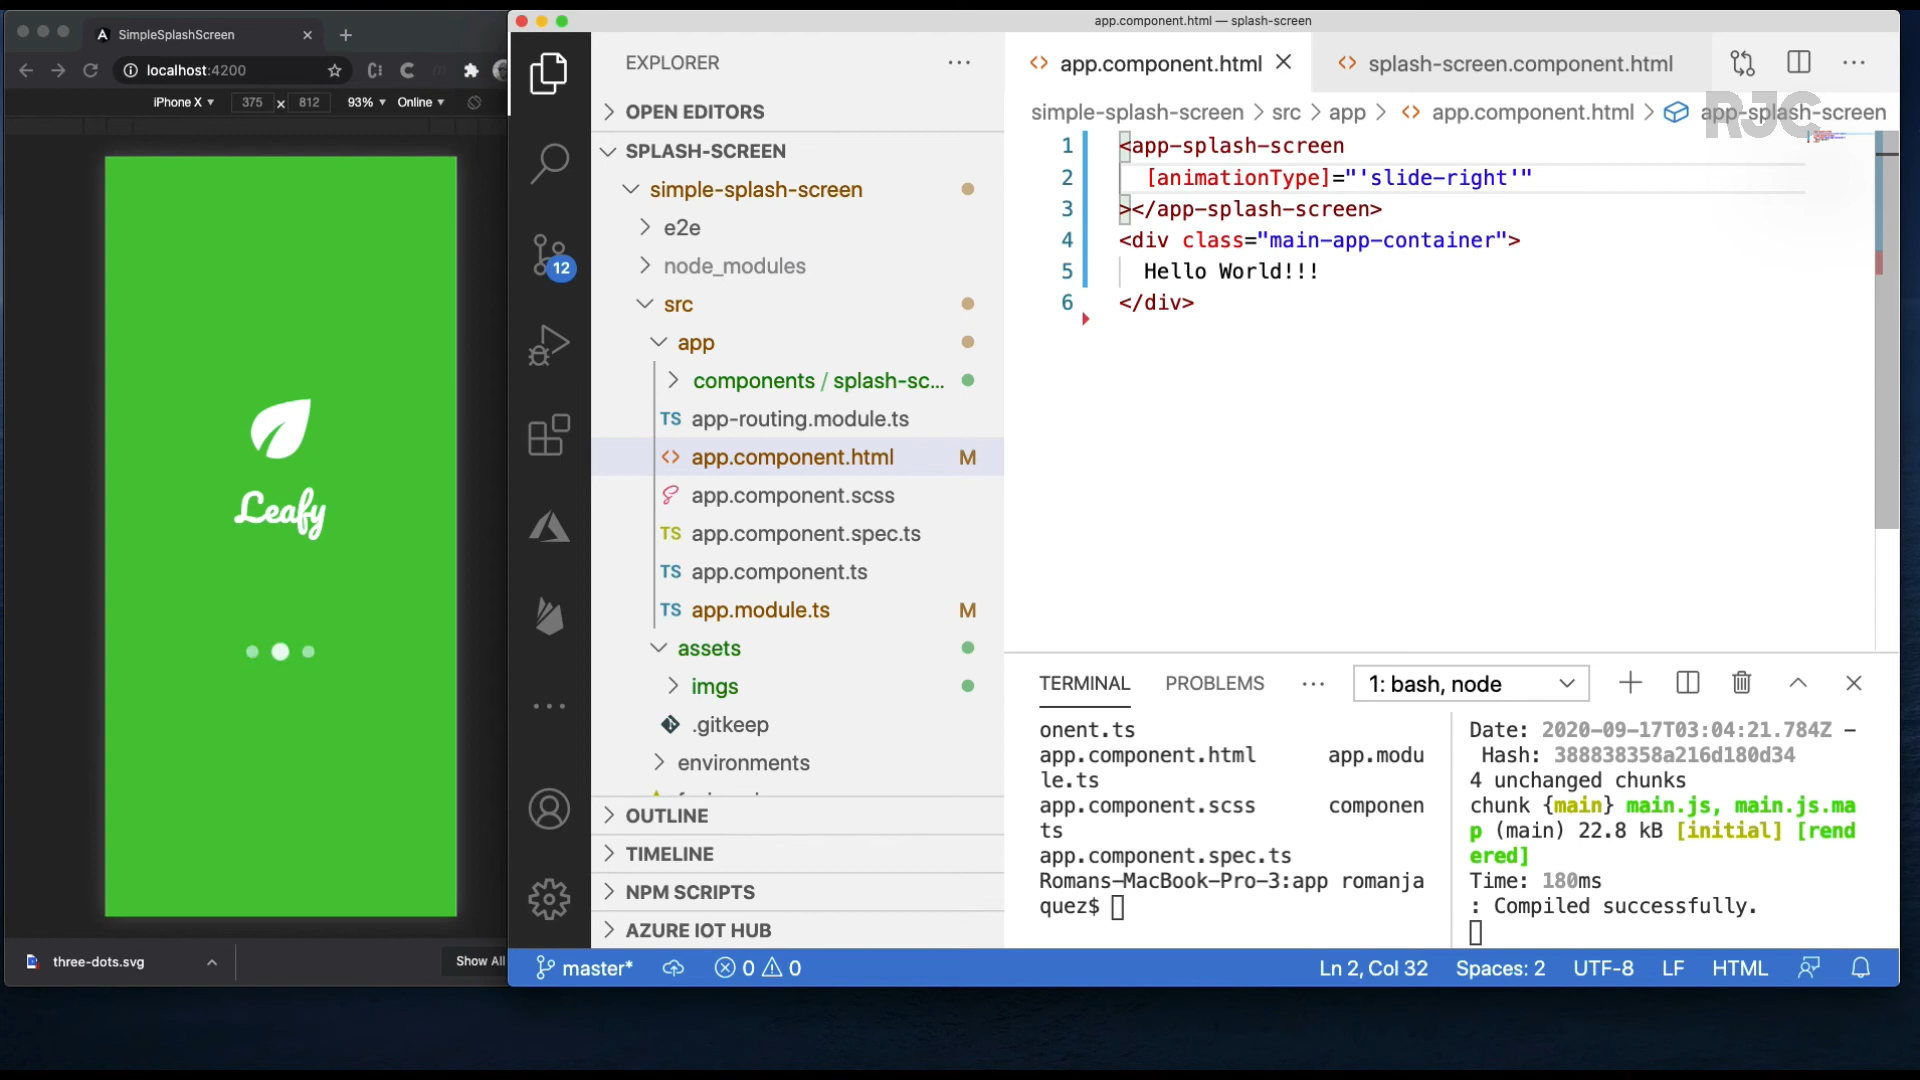 SimpleSplashScreen
localhost:4200
iPhone X 375 x 812 93% Online
Leafy
three-dots.svg
Show All
app.component.html — splash-screen
EXPLORER
OPEN EDITORS
SPLASH-SCREEN
simple-splash-screen
e2e
node_modules
src
app
components / splash-sc...
app-routing.module.ts
app.component.html M
app.component.scss
app.component.spec.ts
app.component.ts
app.module.ts M
assets
imgs
.gitkeep
environments
OUTLINE
TIMELINE
NPM SCRIPTS
AZURE IOT HUB
12
app.component.html
splash-screen.component.html
simple-splash-screen > src > app > app.component.html > app-splash-screen
RJC
1 <app-splash-screen
2 [animationType]="'slide-right'"
3 ></app-splash-screen>
4 <div class="main-app-container">
5 Hello World!!!
6 </div>
TERMINAL PROBLEMS 1: bash, node
onent.ts
app.component.html app.modu
le.ts
app.component.scss componen
ts
app.component.spec.ts
Romans-MacBook-Pro-3:app romanja
quez$
Date: 2020-09-17T03:04:21.784Z –
Hash: 388838358a216d180d34
4 unchanged chunks
chunk {main} main.js, main.js.ma
p (main) 22.8 kB [initial] [rend
ered]
Time: 180ms
: Compiled successfully.
master* 0 0 Ln 2, Col 32 Spaces: 2 UTF-8 LF HTML